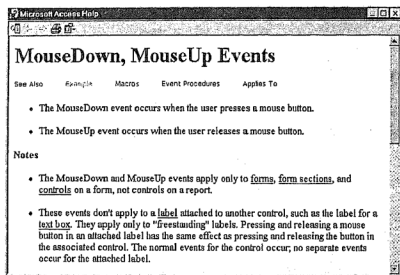 Microsoft Access Help
MouseDown, MouseUp Events
See Also Example Macros Event Procedures Applies To
• The MouseDown event occurs when the user presses a mouse button.
• The MouseUp event occurs when the user releases a mouse button.
Notes
• The MouseDown and MouseUp events apply only to forms, form sections, and
controls on a form, not controls on a report.
• These events don't apply to a label attached to another control, such as the label for a
text box. They apply only to "freestanding" labels. Pressing and releasing a mouse
button in an attached label has the same effect as pressing and releasing the button in
the associated control. The normal events for the control occur; no separate events
occur for the attached label.